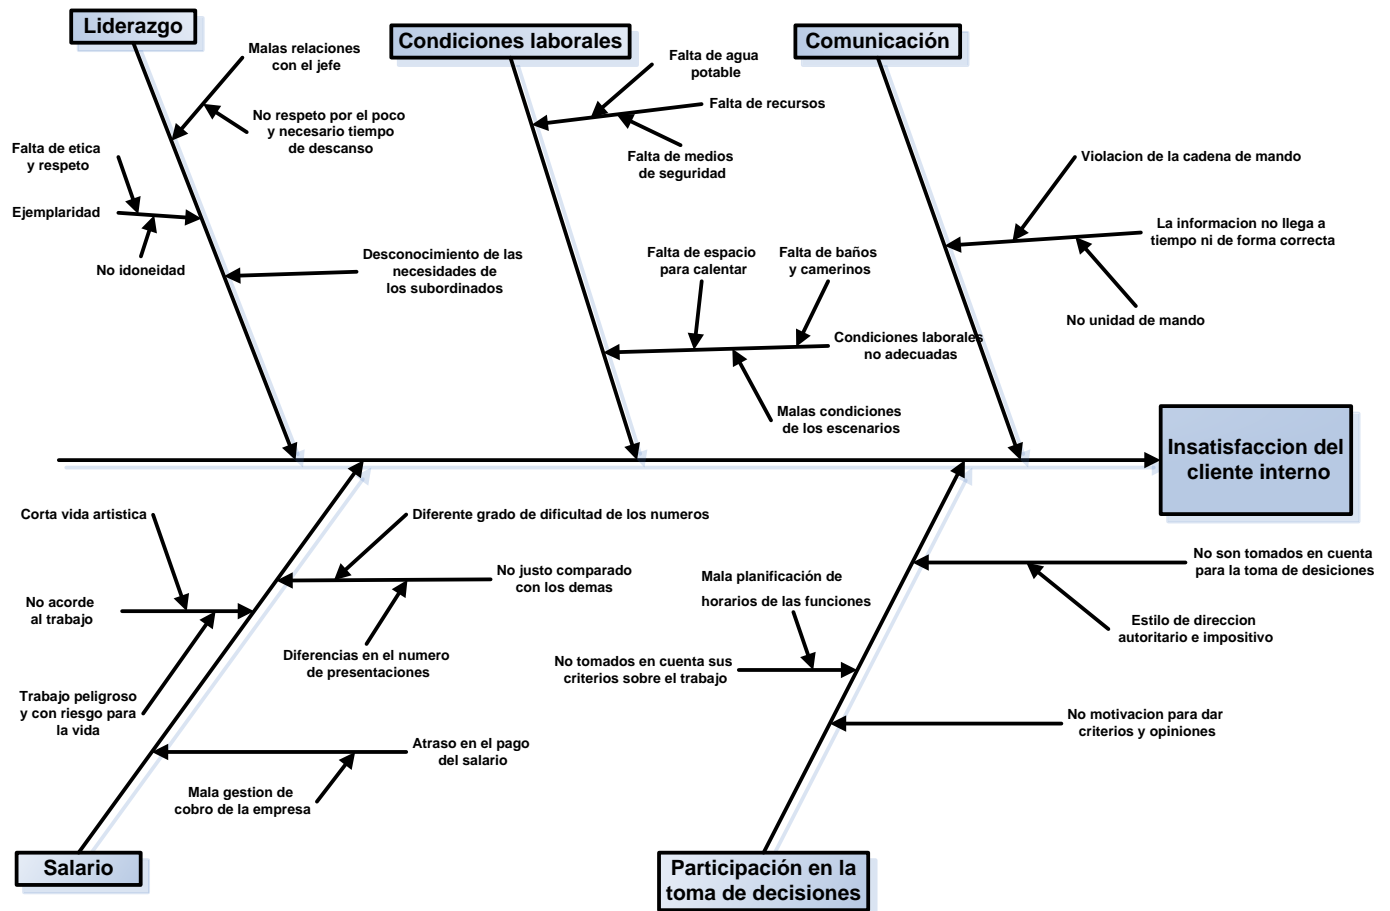 Liderazgo
Condiciones laborales
Comunicación
Malas relaciones
con el jefe
No respeto por el poco
y necesario tiempo
de descanso
Falta de etica
y respeto
Ejemplaridad
No idoneidad
Desconocimiento de las
necesidades de
los subordinados
Falta de agua
potable
Falta de recursos
Falta de medios
de seguridad
Falta de espacio
para calentar
Falta de baños
y camerinos
Condiciones laborales
no adecuadas
Malas condiciones
de los escenarios
Violacion de la cadena de mando
La informacion no llega a
tiempo ni de forma correcta
No unidad de mando
Insatisfaccion del
cliente interno
Corta vida artistica
Diferente grado de dificultad de los numeros
No justo comparado
con los demas
No acorde
al trabajo
Diferencias en el numero
de presentaciones
Trabajo peligroso
y con riesgo para
la vida
Atraso en el pago
del salario
Mala gestion de
cobro de la empresa
Mala planificación de
horarios de las funciones
No son tomados en cuenta
para la toma de desiciones
Estilo de direccion
autoritario e impositivo
No tomados en cuenta sus
criterios sobre el trabajo
No motivacion para dar
criterios y opiniones
Salario
Participación en la
toma de decisiones